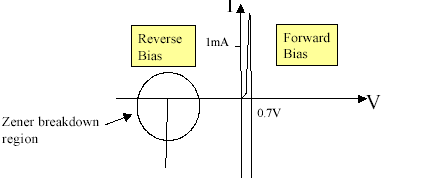 I
Reverse
Bias
1mA
Forward
Bias
V
0.7V
Zener breakdown
region